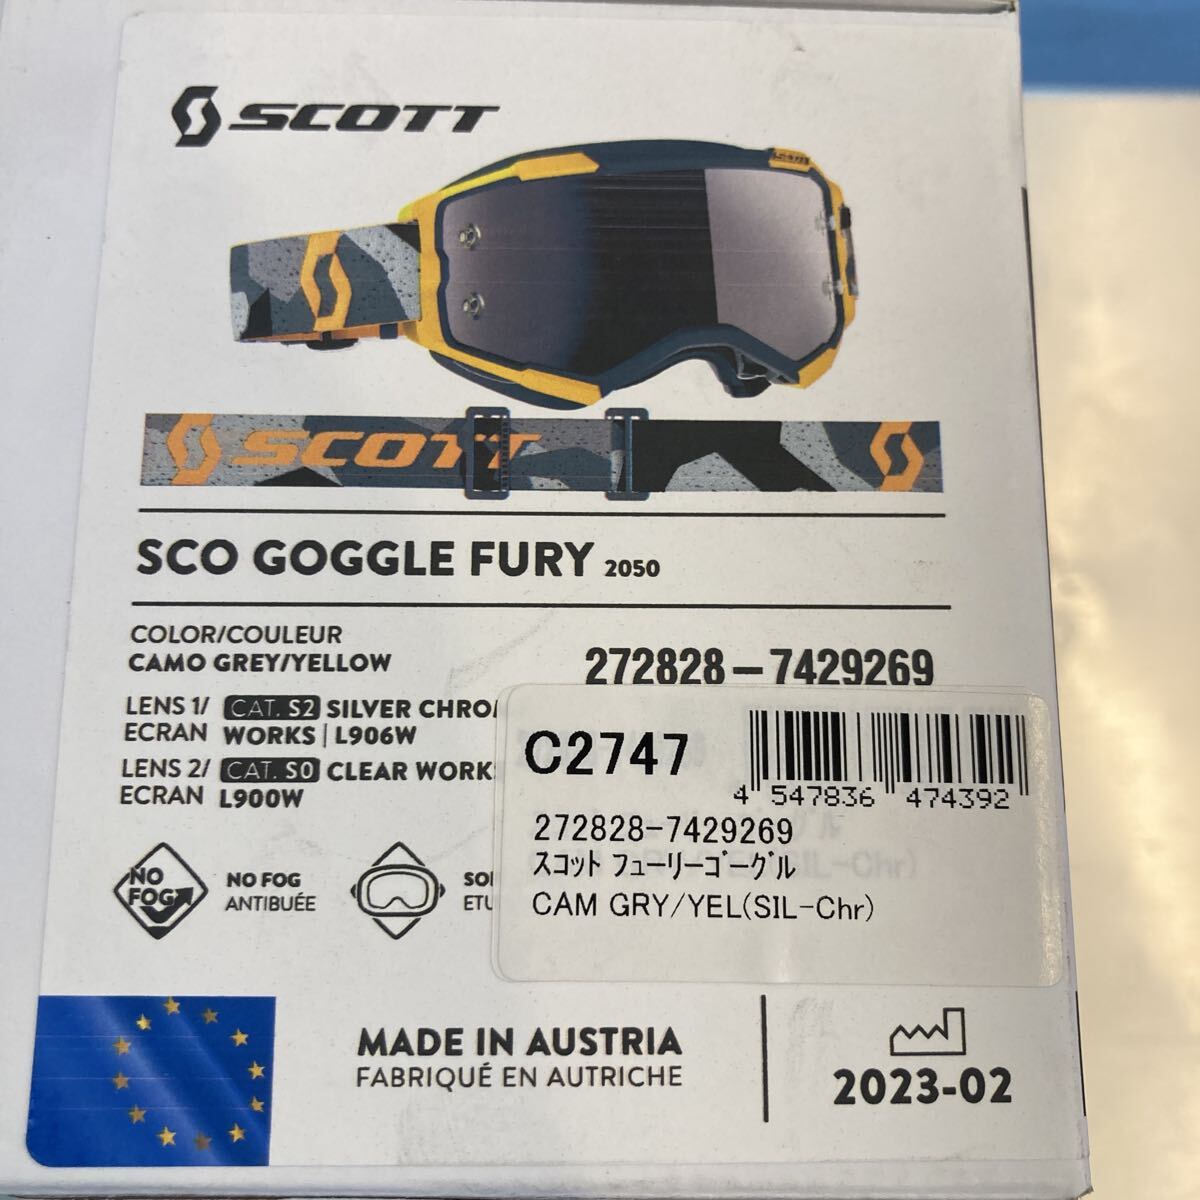 SCOTT
SCOTT
SCO GOGGLE FURY 2050
COLOR/COULEUR
CAMO GREY/YELLOW
272828-7429269
LENS 1/ CAT. S2 SILVER CHRO
ECRAN WORKS | L906W
LENS 2/ CAT. S0 CLEAR WORK
ECRAN L900W
C2747
4 547836 474392
272828-7429269
スコット フューリーゴーグル
CAM GRY/YEL(SIL-Chr)
NO FOG
NO FOG
ANTIBUÉE
ETU
MADE IN AUSTRIA
FABRIQUÉ EN AUTRICHE
2023-02